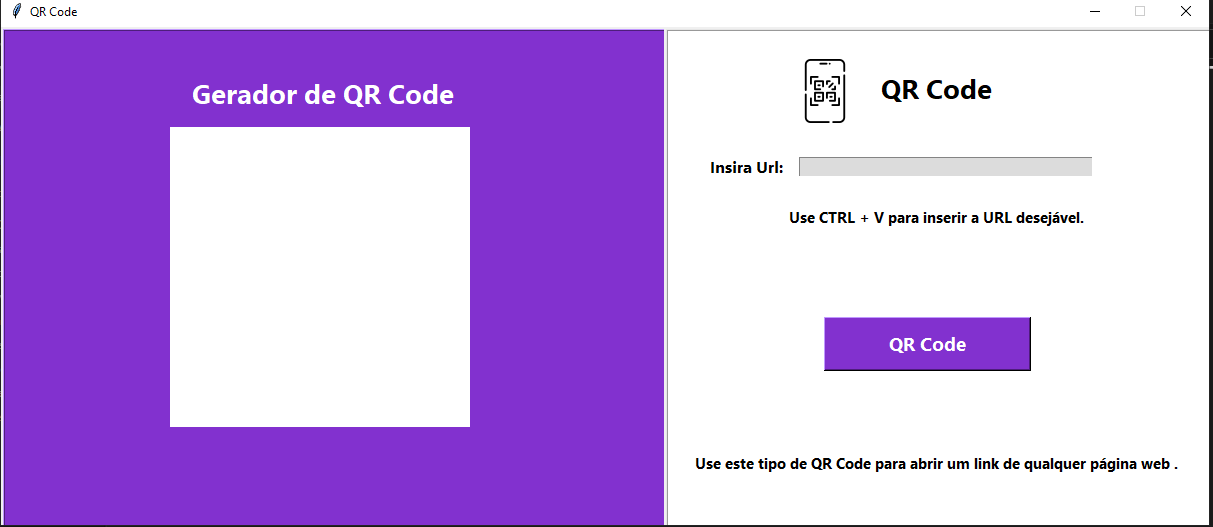 QR Code
Gerador de QR Code
QR Code
Insira Url:
Use CTRL + V para inserir a URL desejável.
QR Code
Use este tipo de QR Code para abrir um link de qualquer página web .